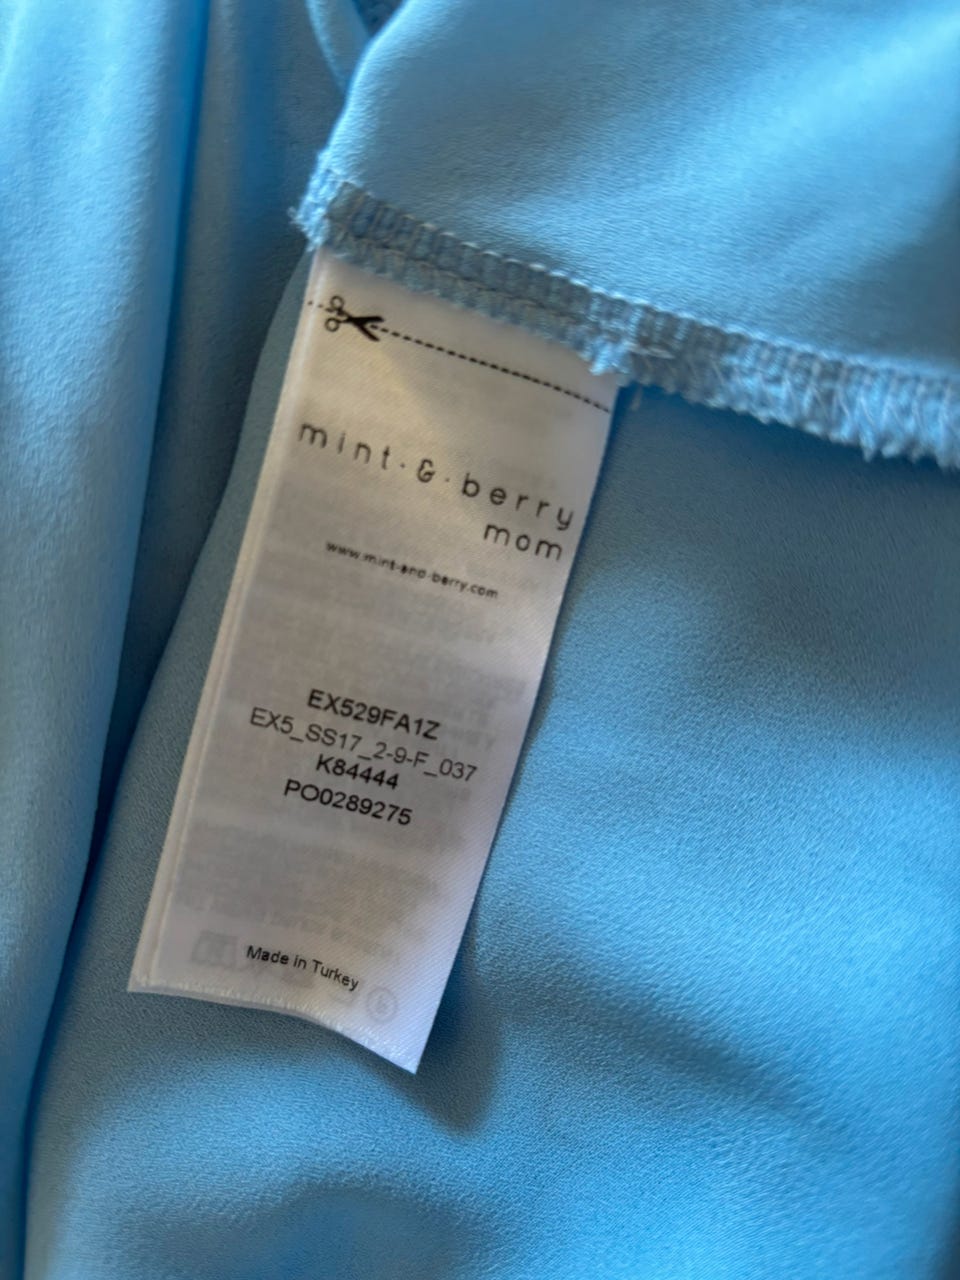 mint·&·berry
mom
www.mint-and-berry.com
EX529FA1Z
EX5_SS17_2-9-F_037
K84444
PO0289275
Made in Turkey